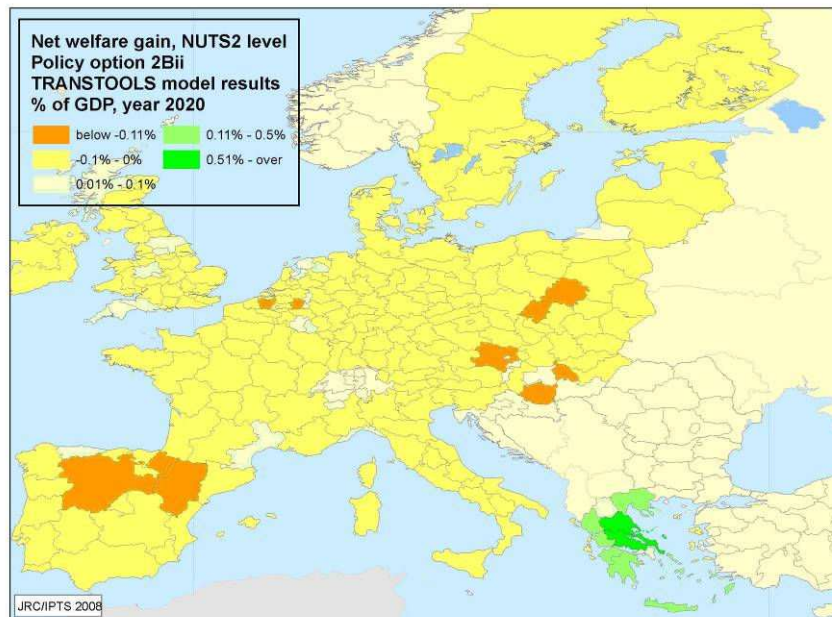 Net welfare gain, NUTS2 level
Policy option 2Bii
TRANSTOOLS model results
% of GDP, year 2020
below -0.11%
0.11% - 0.5%
-0.1% - 0%
0.51% - over
0.01% - 0.1%
JRC/IPTS 2008